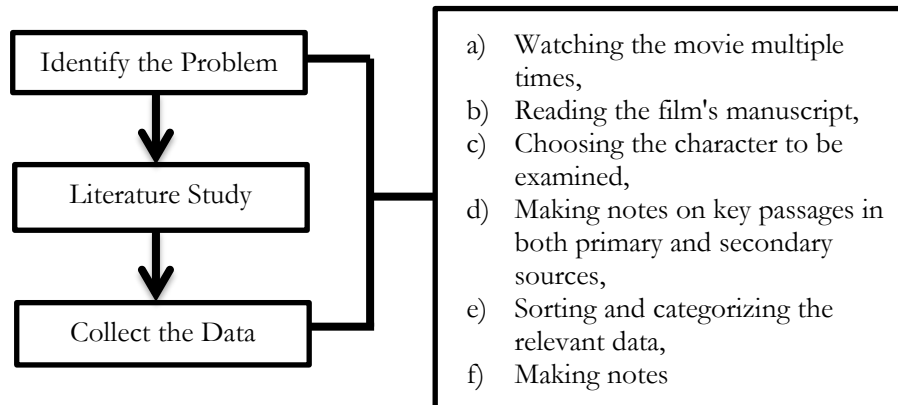 Identify the Problem
Literature Study
Collect the Data
a) Watching the movie multiple
times,
b) Reading the film's manuscript,
c) Choosing the character to be
examined,
d) Making notes on key passages in
both primary and secondary
sources,
e) Sorting and categorizing the
relevant data,
f) Making notes